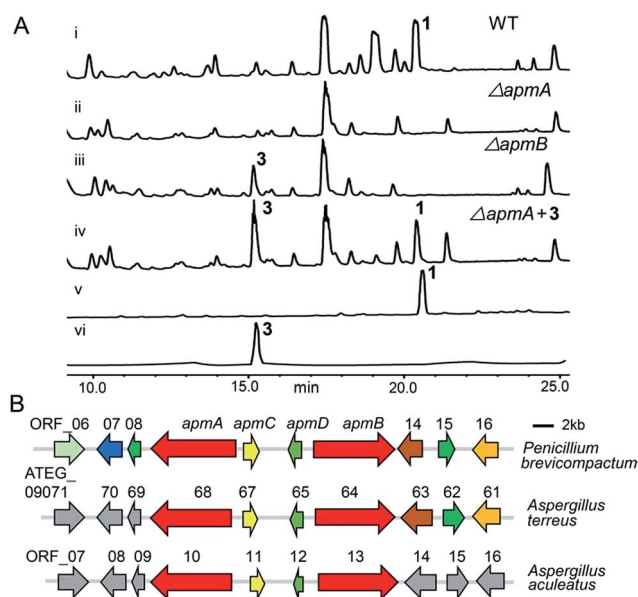 A
i 1 WT
ii △apmA
iii 3 △apmB
iv 3 1 △apmA+3
v 1
vi 3
10.0 15.0 min 20.0 25.0
B
ORF_06 07 08 apmA apmC apmD apmB 14 15 16 2kb
Penicillium
brevicompactum
ATEG_
09071 70 69 68 67 65 64 63 62 61
Aspergillus
terreus
ORF_07 08 09 10 11 12 13 14 15 16
Aspergillus
aculeatus